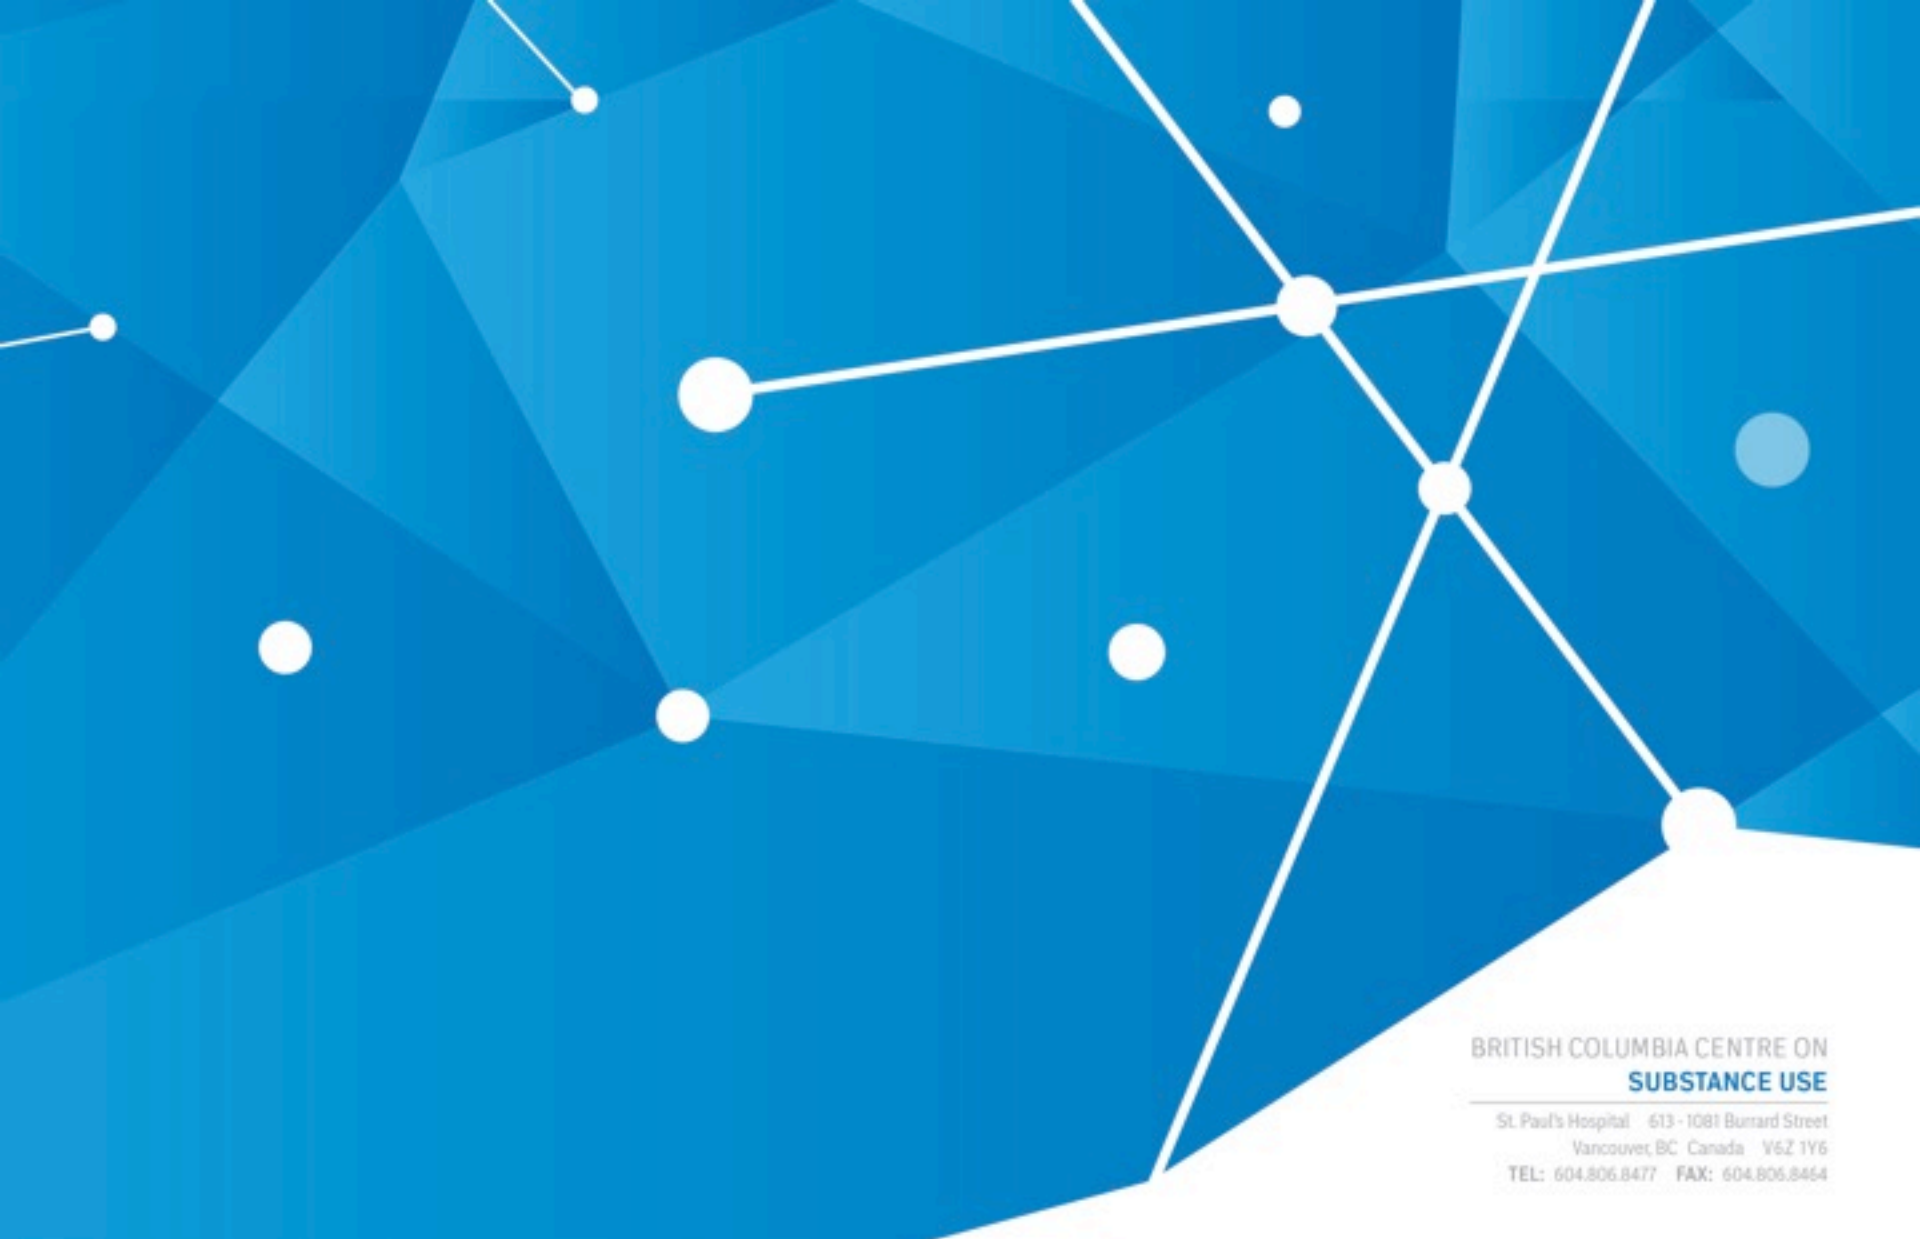 BRITISH COLUMBIA CENTRE ON
SUBSTANCE USE
St. Paul's Hospital 613 - 1081 Burrard Street
Vancouver, BC Canada V6Z 1Y6
TEL: 604.806.8477 FAX: 604.806.8464